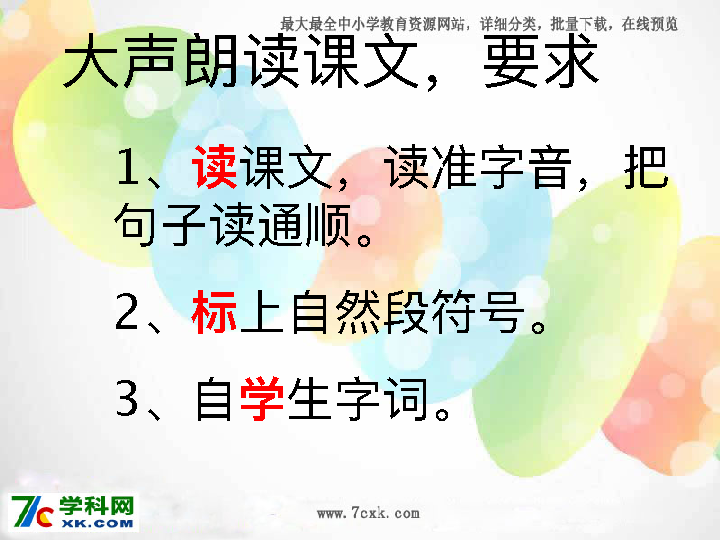 最大最全中小学教育资源网站，详细分类，批量下载，在线预览
大声朗读课文，要求
1、读课文，读准字音，把
句子读通顺。
2、标上自然段符号。
3、自学生字词。
7c学科网
XK.COM
www.7cxk.com